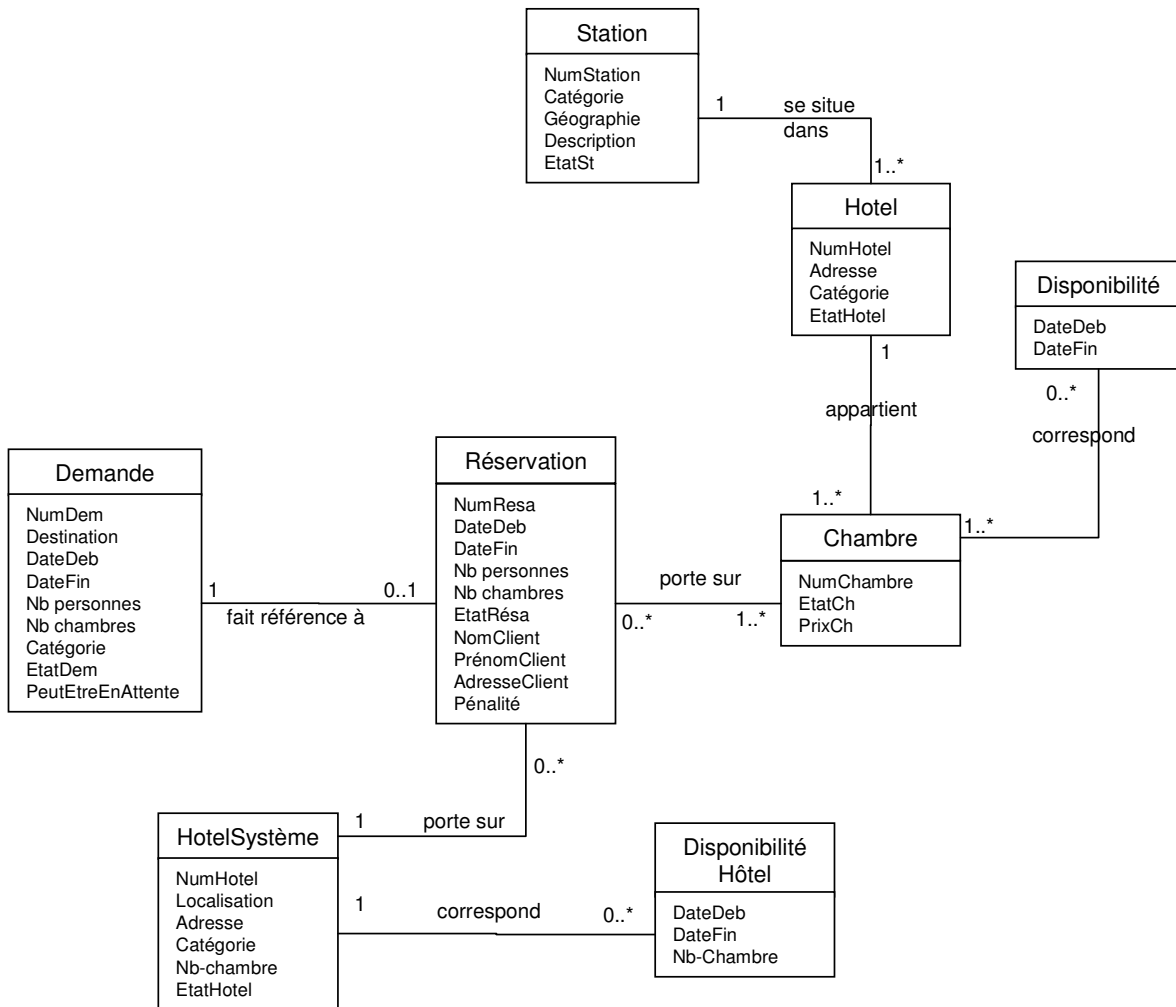 Station
NumStation
Catégorie
Géographie
Description
EtatSt
1
se situe
dans
1..*
Hotel
NumHotel
Adresse
Catégorie
EtatHotel
1
appartient
1..*
Disponibilité
DateDeb
DateFin
0..*
correspond
1..*
Chambre
NumChambre
EtatCh
PrixCh
Demande
NumDem
Destination
DateDeb
DateFin
Nb personnes
Nb chambres
Catégorie
EtatDem
PeutEtreEnAttente
1
fait référence à
0..1
Réservation
NumResa
DateDeb
DateFin
Nb personnes
Nb chambres
EtatRésa
NomClient
PrénomClient
AdresseClient
Pénalité
porte sur
0..*
1..*
0..*
1
porte sur
HotelSystème
NumHotel
Localisation
Adresse
Catégorie
Nb-chambre
EtatHotel
1
correspond
0..*
Disponibilité
Hôtel
DateDeb
DateFin
Nb-Chambre